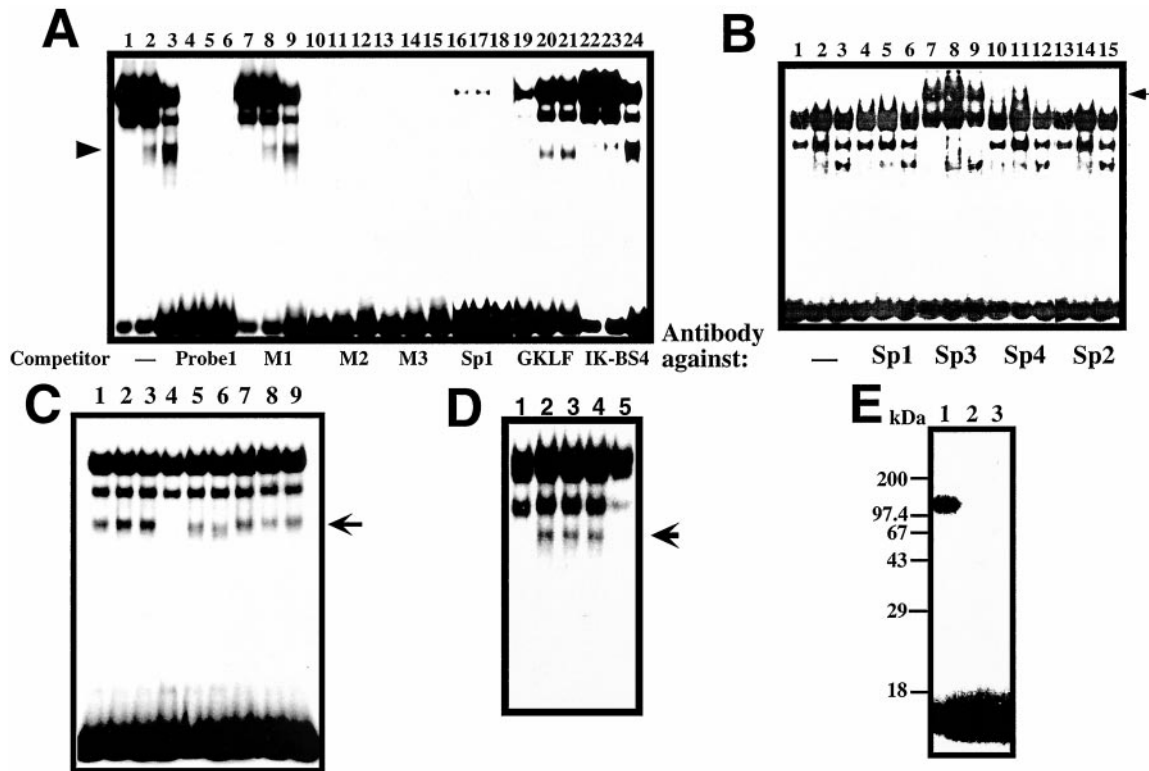 A
1 2 3 4 5 6 7 8 9 10 11 12 13 14 15 16 17 18 19 20 21 22 23 24
Competitor — Probe1 M1 M2 M3 Sp1 GKLF IK-BS4
B
1 2 3 4 5 6 7 8 9 10 11 12 13 14 15
Antibody
against: — Sp1 Sp3 Sp4 Sp2
C
1 2 3 4 5 6 7 8 9
D
1 2 3 4 5
E
kDa 1 2 3
200
97.4
67
43
29
18